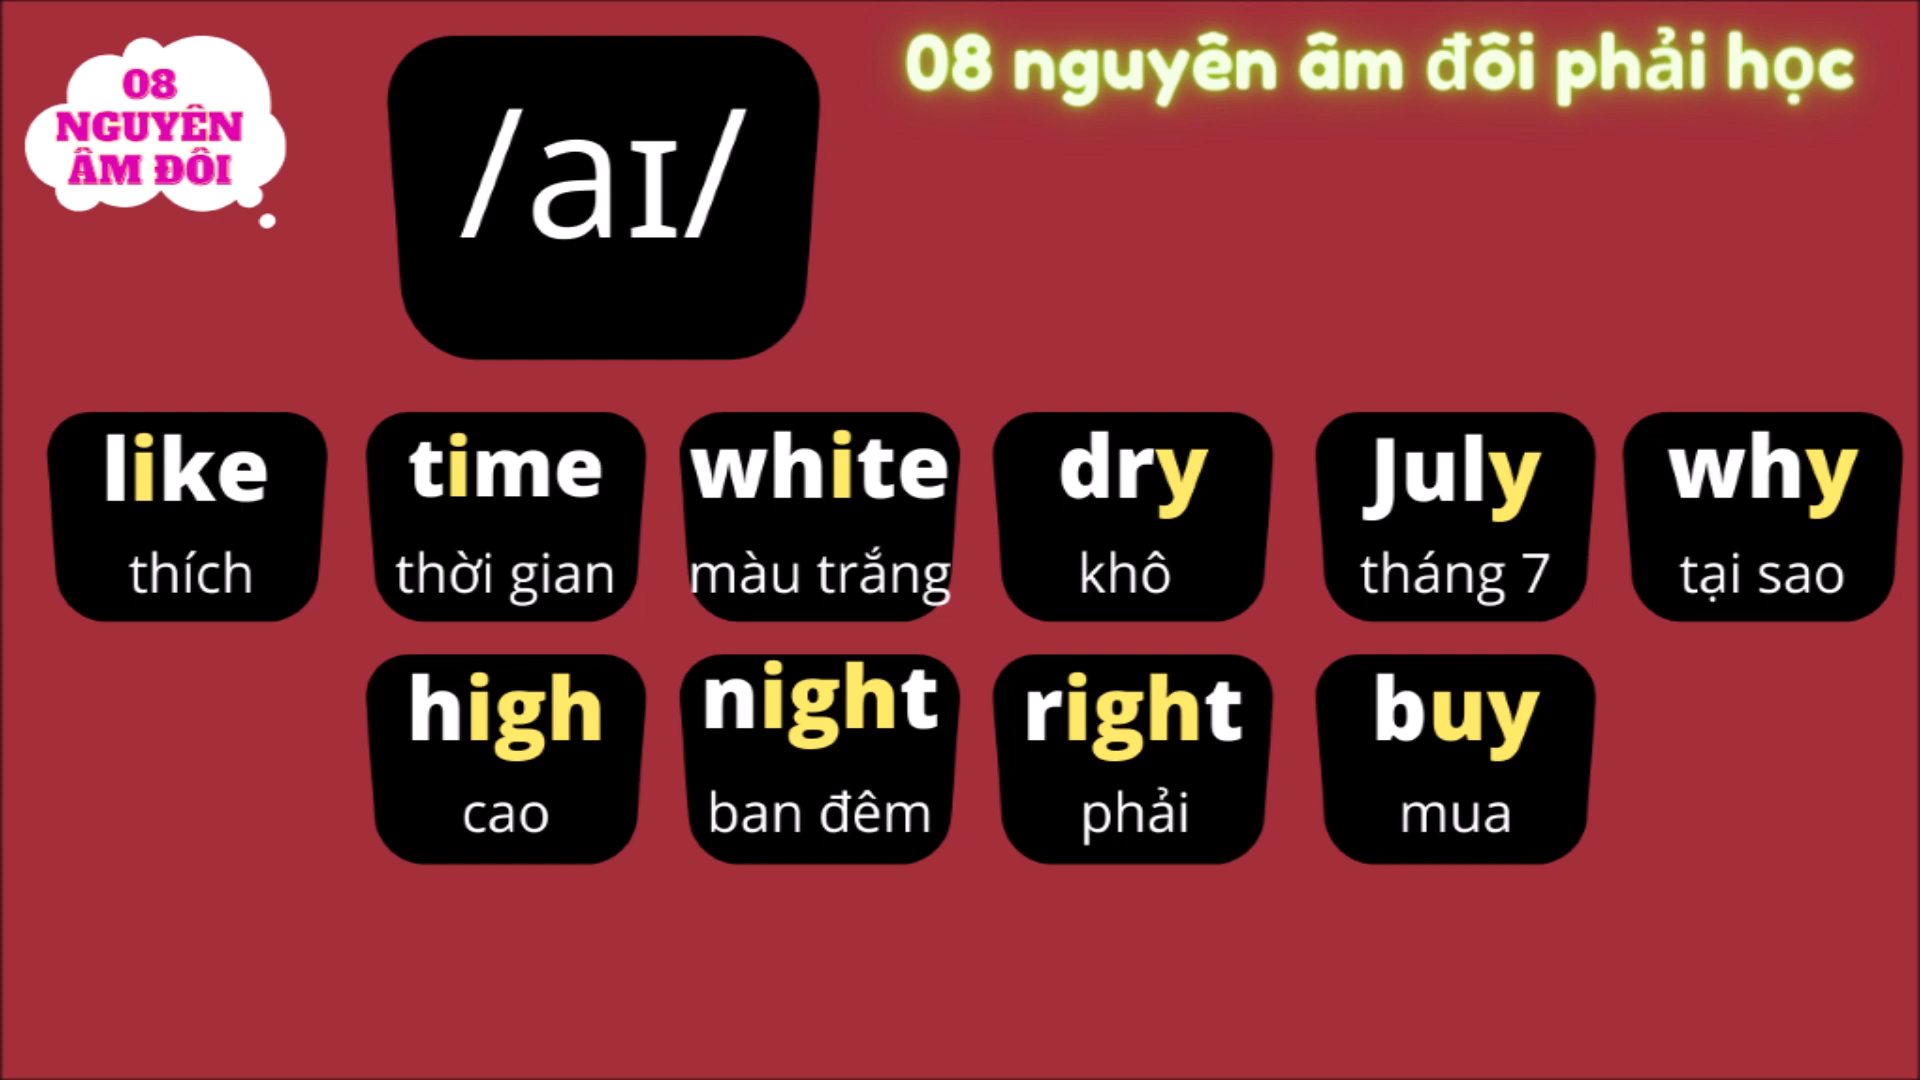 08
NGUYÊN
ÂM ĐÔI
/aɪ/
08 nguyên âm đôi phải học
like
thích
time
thời gian
white
màu trắng
dry
khô
July
tháng 7
why
tại sao
high
cao
night
ban đêm
right
phải
buy
mua